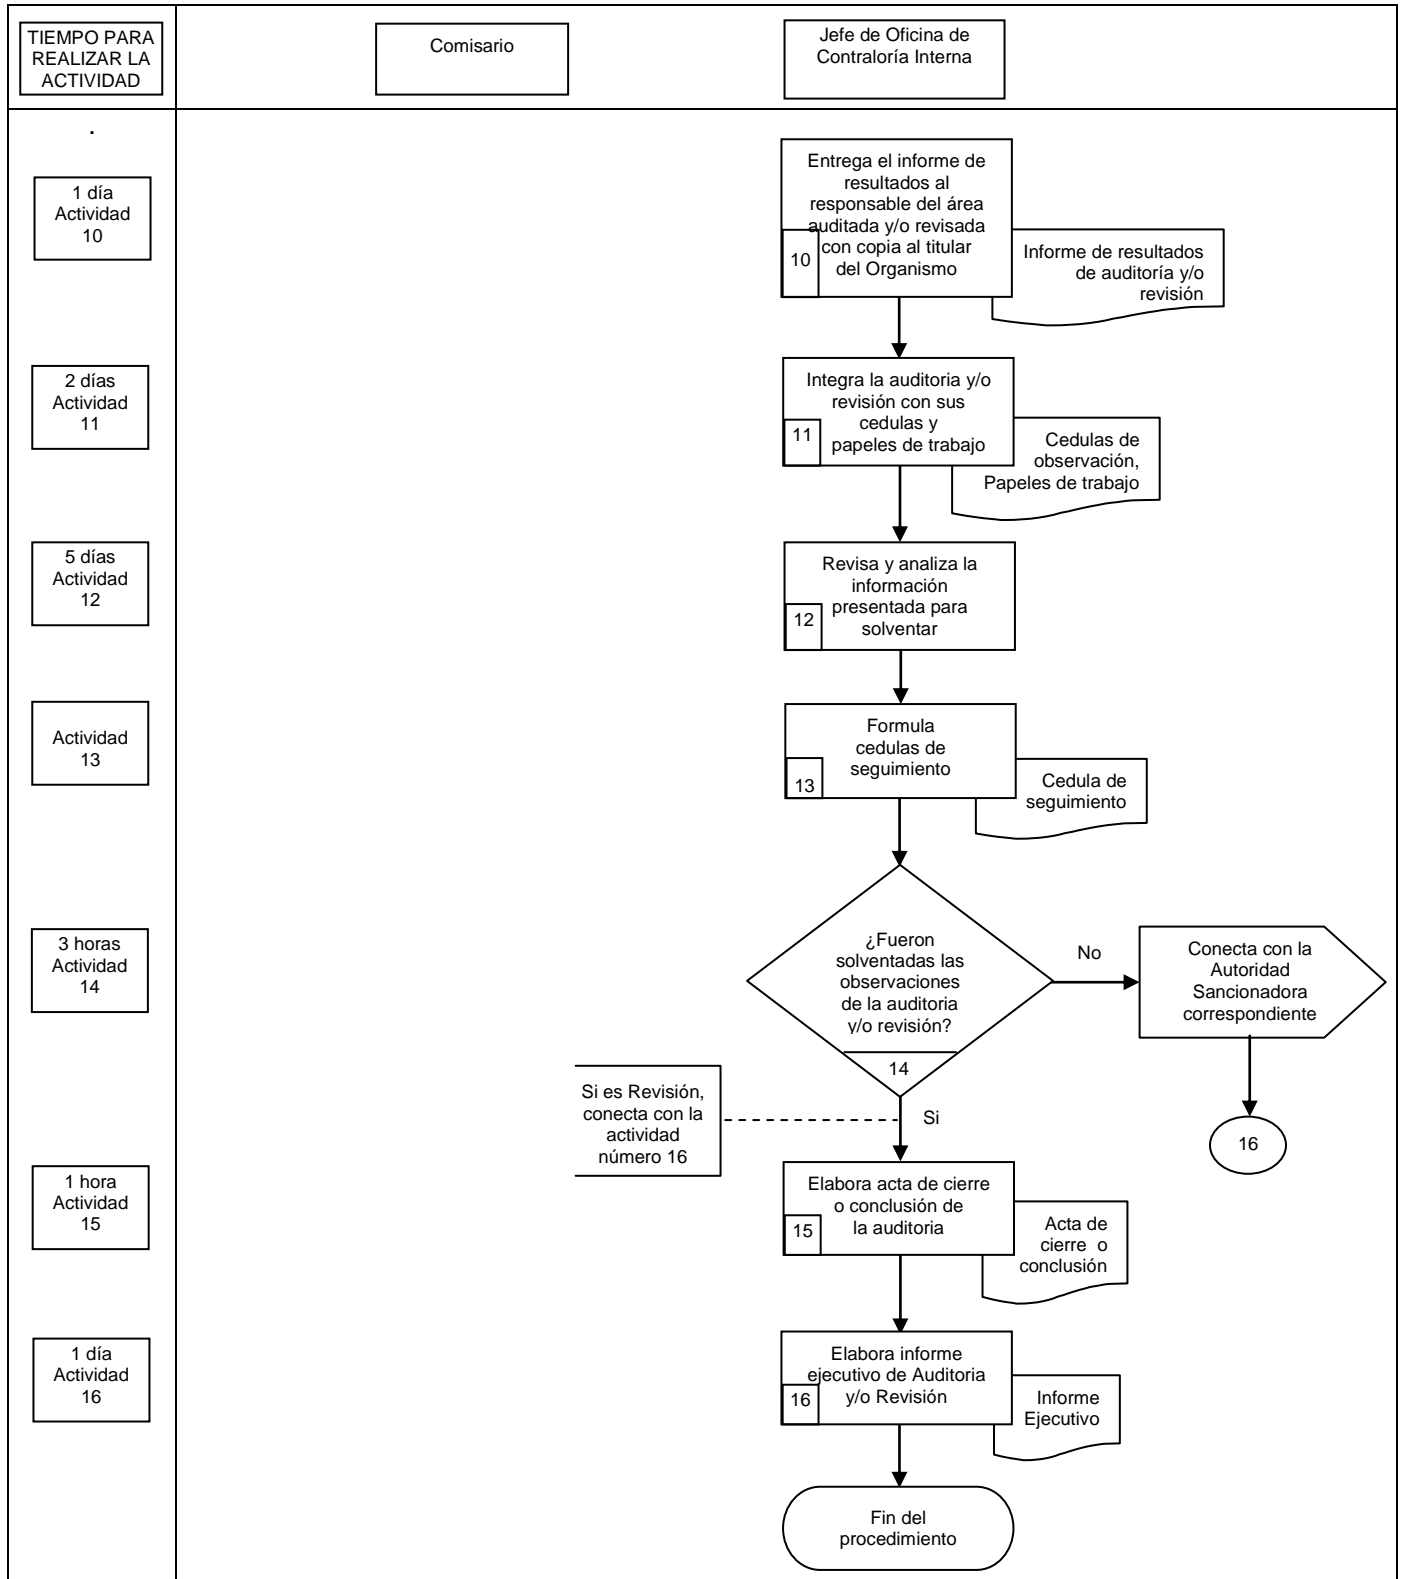 TIEMPO PARA
REALIZAR LA
ACTIVIDAD
Comisario
Jefe de Oficina de
Contraloría Interna
.
1 día
Actividad
10
Entrega el informe de
resultados al
responsable del área
auditada y/o revisada
con copia al titular
del Organismo
10
Informe de resultados
de auditoría y/o
revisión
2 días
Actividad
11
Integra la auditoria y/o
revisión con sus
cedulas y
papeles de trabajo
11
Cedulas de
observación,
Papeles de trabajo
5 días
Actividad
12
Revisa y analiza la
información
presentada para
solventar
12
Actividad
13
Formula
cedulas de
seguimiento
13
Cedula de
seguimiento
3 horas
Actividad
14
¿Fueron
solventadas las
observaciones
de la auditoria
y/o revisión?
14
No
Conecta con la
Autoridad
Sancionadora
correspondiente
16
Si es Revisión,
conecta con la
actividad
número 16
Si
1 hora
Actividad
15
Elabora acta de cierre
o conclusión de
la auditoria
15
Acta de
cierre o
conclusión
1 día
Actividad
16
Elabora informe
ejecutivo de Auditoria
y/o Revisión
16
Informe
Ejecutivo
Fin del
procedimiento